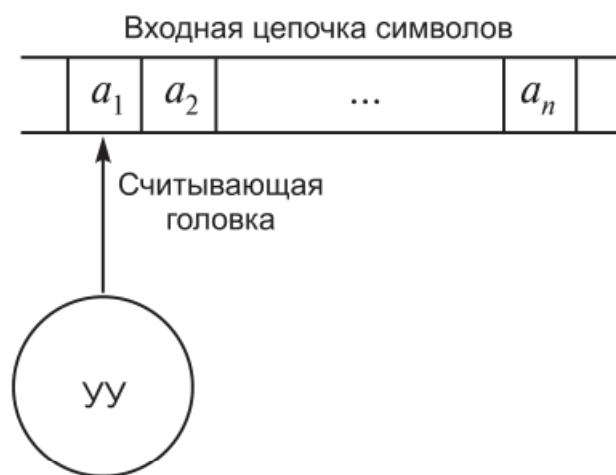 Входная цепочка символов
a₁ a₂ ... aₙ
Считывающая
головка
УУ